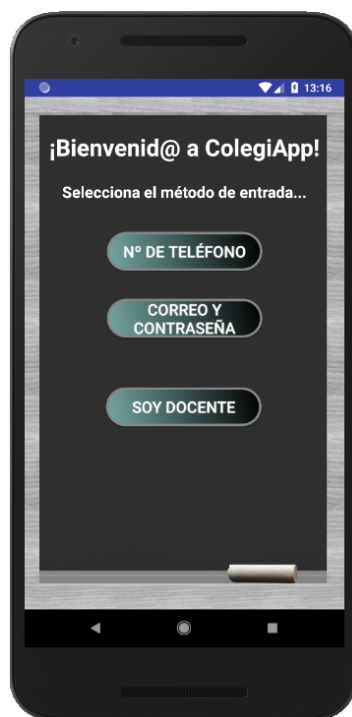 13:16
¡Bienvenid@ a ColegiApp!
Selecciona el método de entrada...
Nº DE TELÉFONO
CORREO Y
CONTRASEÑA
SOY DOCENTE